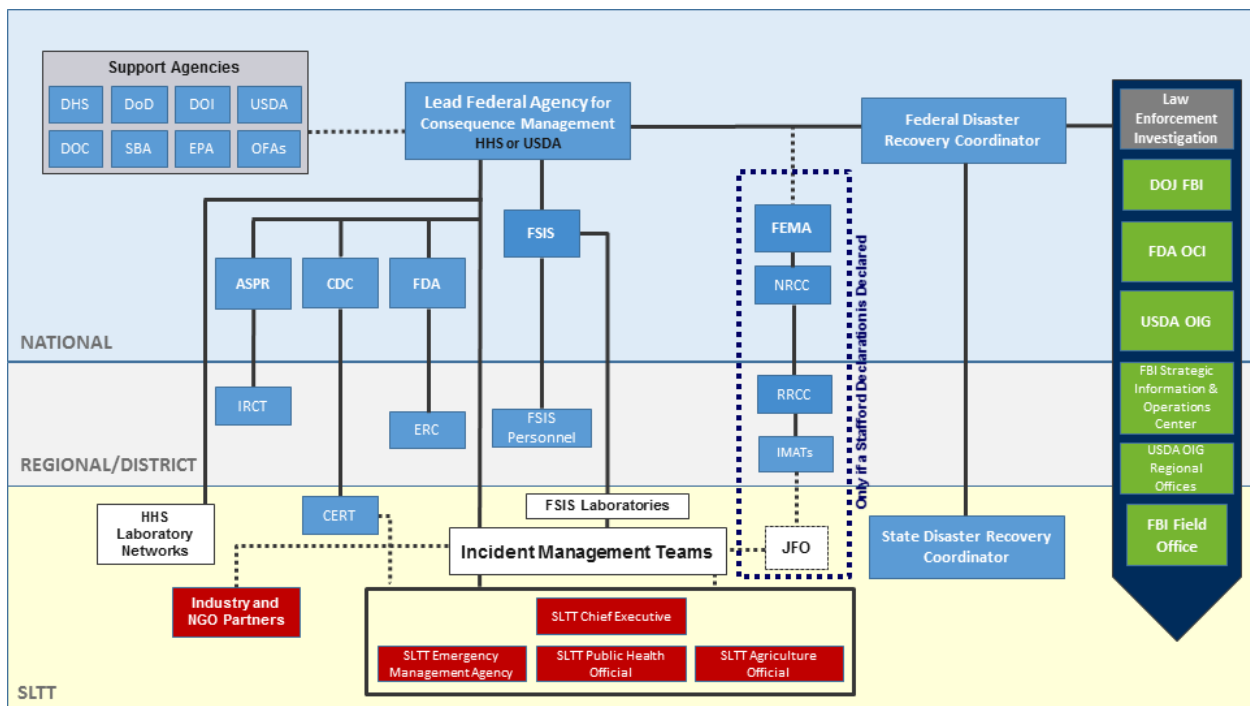 Support Agencies
DHS
DoD
DOI
USDA
DOC
SBA
EPA
OFAs
Lead Federal Agency for
Consequence Management
HHS or USDA
Federal Disaster
Recovery Coordinator
Law
Enforcement
Investigation
DOJ FBI
FDA OCI
USDA OIG
FBI Strategic
Information &
Operations
Center
USDA OIG
Regional
Offices
FBI Field
Office
ASPR
CDC
FDA
FSIS
FEMA
NRCC
Only if a Stafford Declaration is Declared
NATIONAL
IRCT
ERC
FSIS
Personnel
RRCC
IMATs
REGIONAL/DISTRICT
HHS
Laboratory
Networks
CERT
FSIS Laboratories
Incident Management Teams
JFO
State Disaster Recovery
Coordinator
Industry and
NGO Partners
SLTT Chief Executive
SLTT Emergency
Management Agency
SLTT Public Health
Official
SLTT Agriculture
Official
SLTT